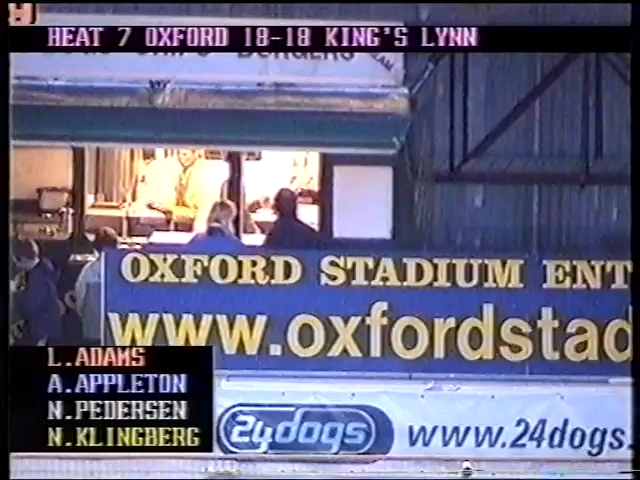 HEAT 7 OXFORD 18-18 KING'S LYNN
BURGERS
OXFORD STADIUM ENT
www.oxfordstad
L.ADAMS
A.APPLETON
N.PEDERSEN
N.KLINGBERG
24dogs
www.24dogs.